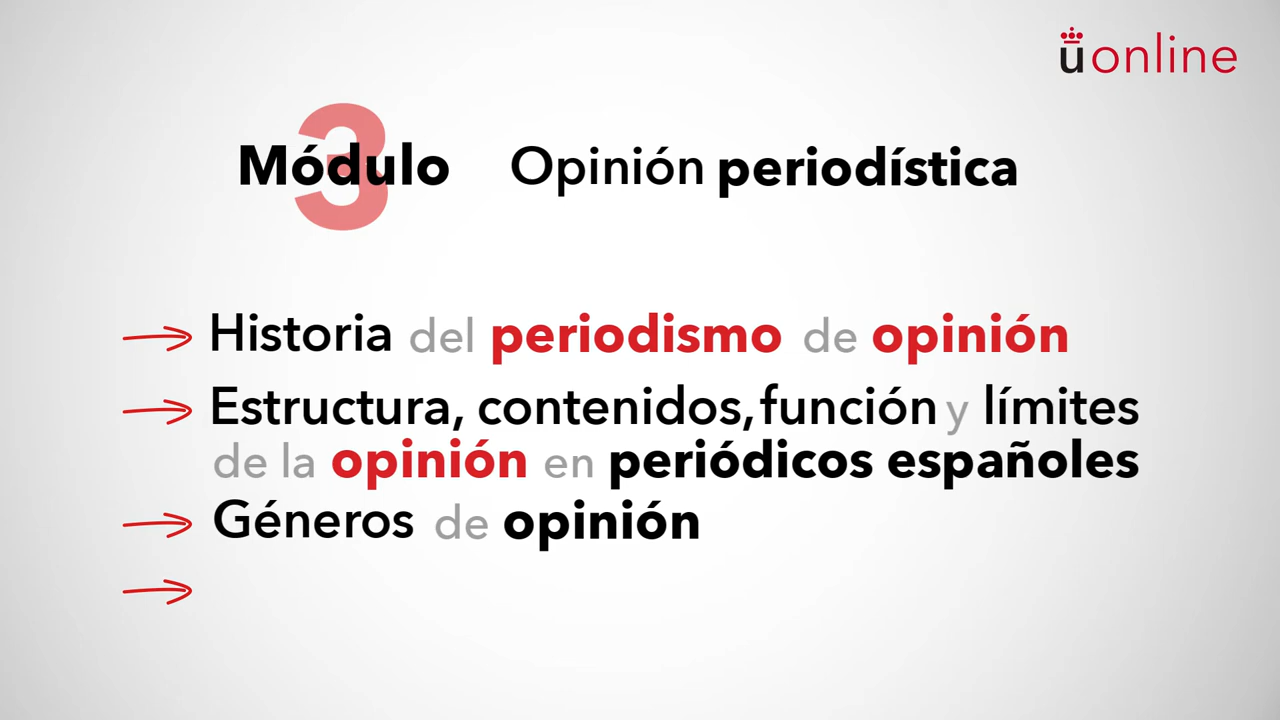 uonline
Módulo 3 Opinión periodística
Historia del periodismo de opinión
Estructura, contenidos, función y límites
de la opinión en periódicos españoles
Géneros de opinión